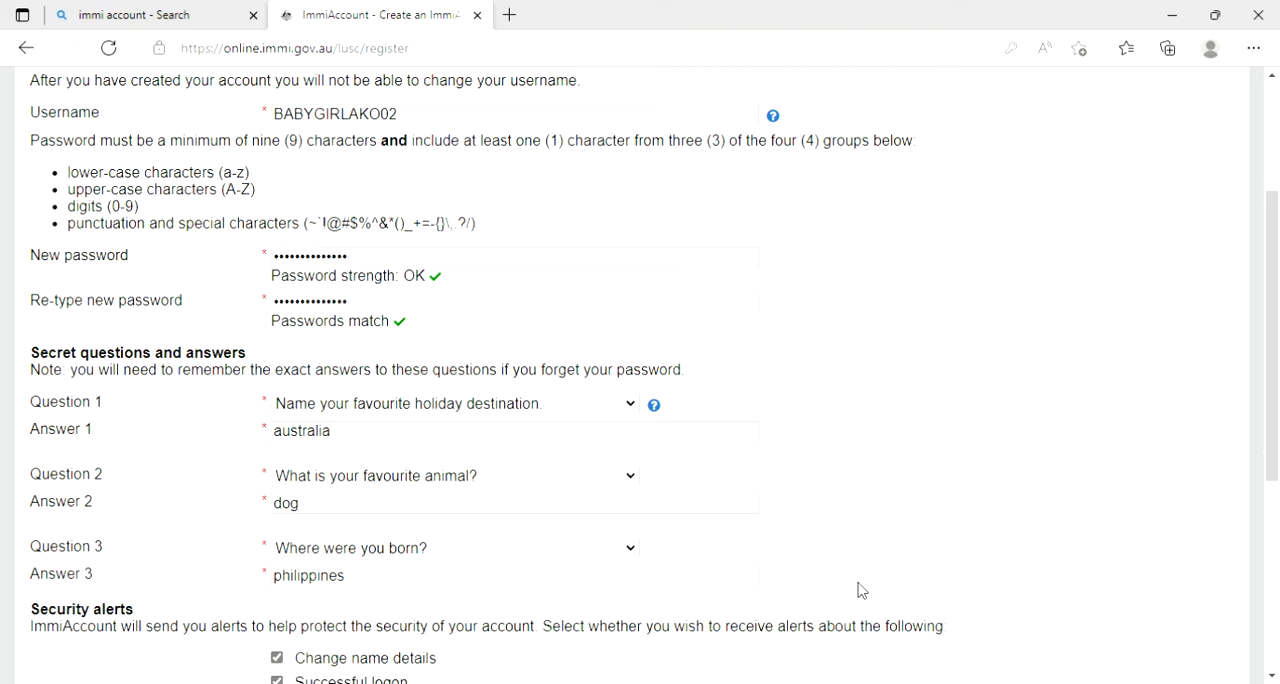 immi account - Search
ImmiAccount - Create an Immi
https://online.immi.gov.au/lusc/register
After you have created your account you will not be able to change your username.
Username * BABYGIRLAKO02
Password must be a minimum of nine (9) characters and include at least one (1) character from three (3) of the four (4) groups below:
• lower-case characters (a-z)
• upper-case characters (A-Z)
• digits (0-9)
• punctuation and special characters (~`!@#$%^&*()_+=-{}\,.?/)
New password * ••••••••••••••
Password strength: OK
Re-type new password * ••••••••••••••
Passwords match
Secret questions and answers
Note: you will need to remember the exact answers to these questions if you forget your password.
Question 1 * Name your favourite holiday destination.
Answer 1 * australia
Question 2 * What is your favourite animal?
Answer 2 * dog
Question 3 * Where were you born?
Answer 3 * philippines
Security alerts
ImmiAccount will send you alerts to help protect the security of your account. Select whether you wish to receive alerts about the following:
Change name details
Successful logon